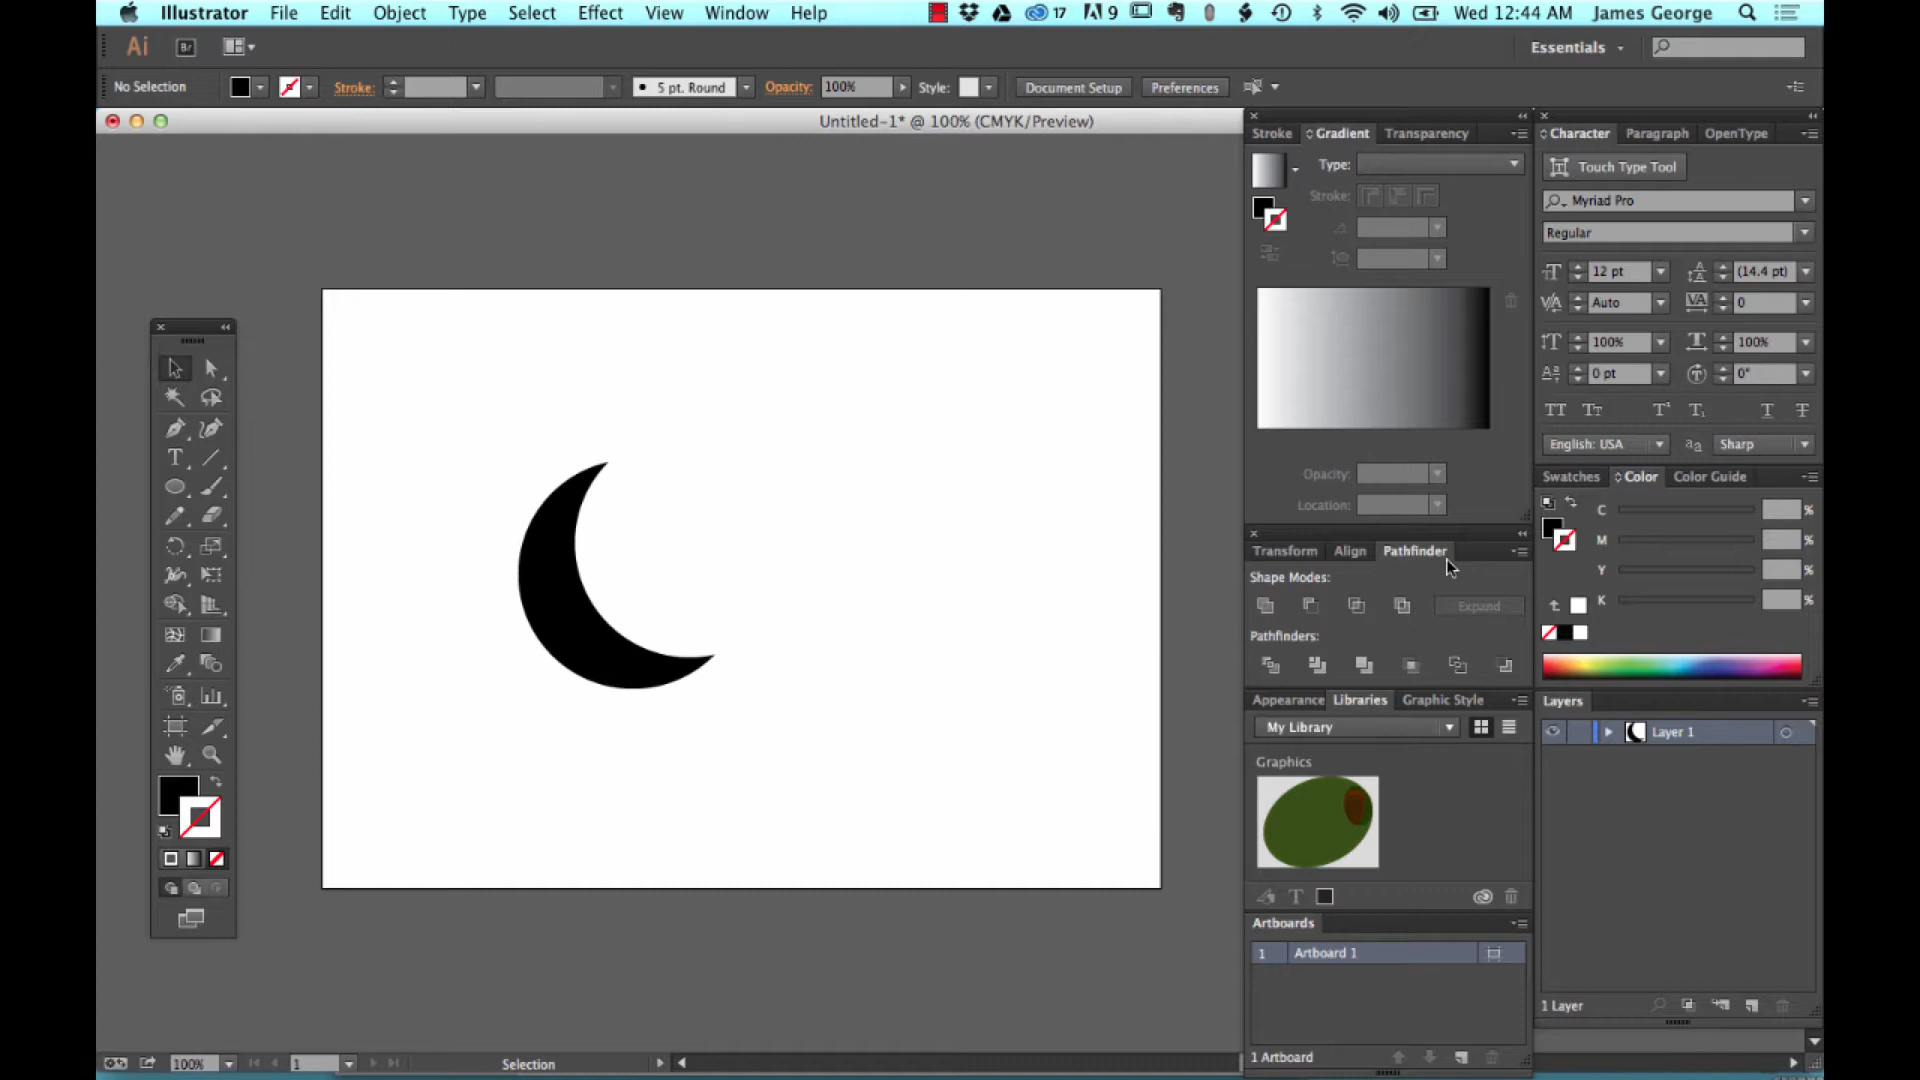 Illustrator File Edit Object Type Select Effect View Window Help 17 9 Wed 12:44 AM James George
Ai Br Essentials
No Selection Stroke: 5 pt. Round Opacity: 100% Style: Document Setup Preferences
Untitled-1* @ 100% (CMYK/Preview)
Stroke Gradient Transparency
Type:
Stroke:
Opacity:
Location:
Transform Align Pathfinder
Shape Modes:
Expand
Pathfinders:
Appearance Libraries Graphic Style
My Library
Graphics
Artboards
1 Artboard 1
1 Artboard
Character Paragraph OpenType
Touch Type Tool
Myriad Pro
Regular
12 pt (14.4 pt)
Auto 0
100% 100%
0 pt 0°
English: USA Sharp
Swatches Color Color Guide
C %
M %
Y %
K %
Layers
Layer 1
1 Layer
100% 1 Selection